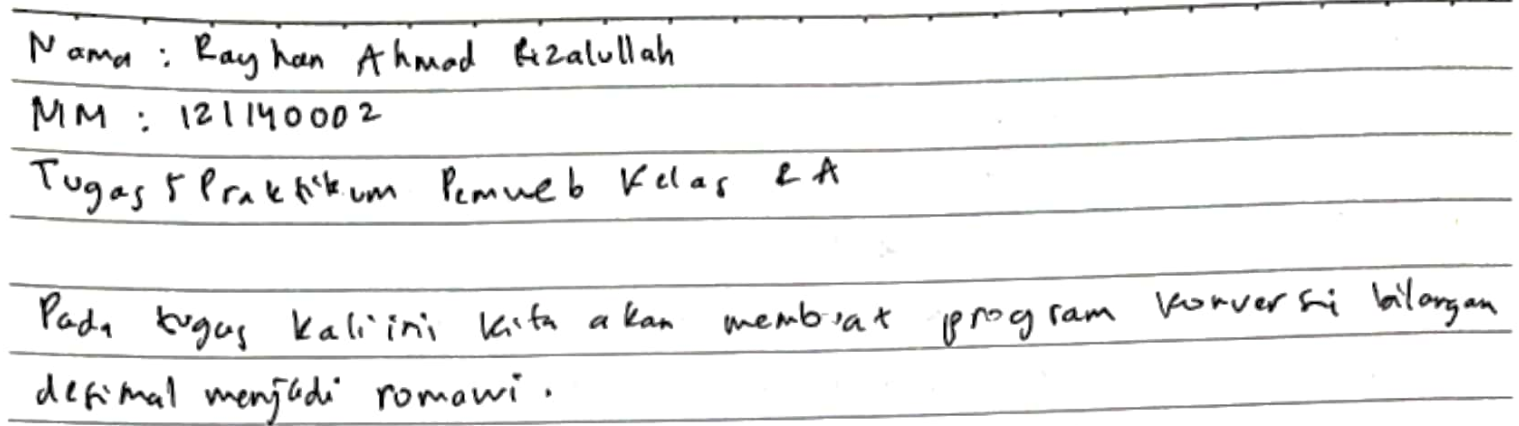 Nama : Rayhan Ahmad Rizalullah
NIM : 121140002
Tugas 5 Praktikum Pemweb Kelas RA
Pada tugas kali ini kita akan membuat program konversi bilangan
desimal menjadi romawi.